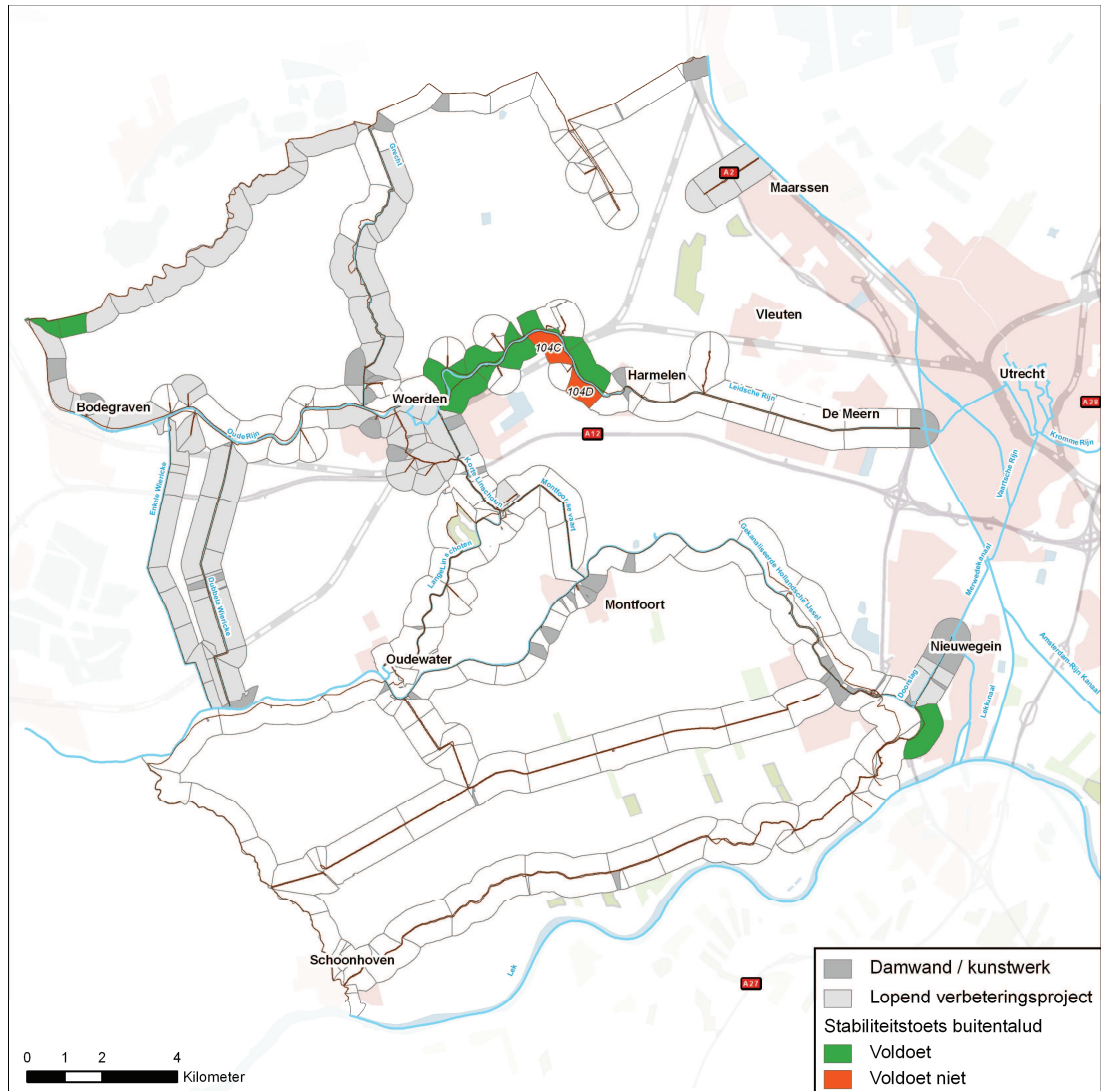 Grecht
A2
Maarssen
Vleuten
Utrecht
104C
Harmelen
104D
Woerden
Bodegraven
Oude Rijn
Leidsche Rijn
De Meern
A28
A12
Kromme Rijn
Vaartsche Rijn
Korte Linschoten
Montfoortse vaart
Enkele Wiericke
Lange Linschoten
Gekanaliseerde Hollandsche IJssel
Merwedekanaal
Dubbele Wiericke
Montfoort
Nieuwegein
Oudewater
Doorslag
Lekkanaal
Amsterdam-Rijn Kanaal
Schoonhoven
Lek
A27
Damwand / kunstwerk
Lopend verbeteringsproject
Stabiliteitstoets buitentalud
Voldoet
Voldoet niet
0 1 2 4
Kilometer